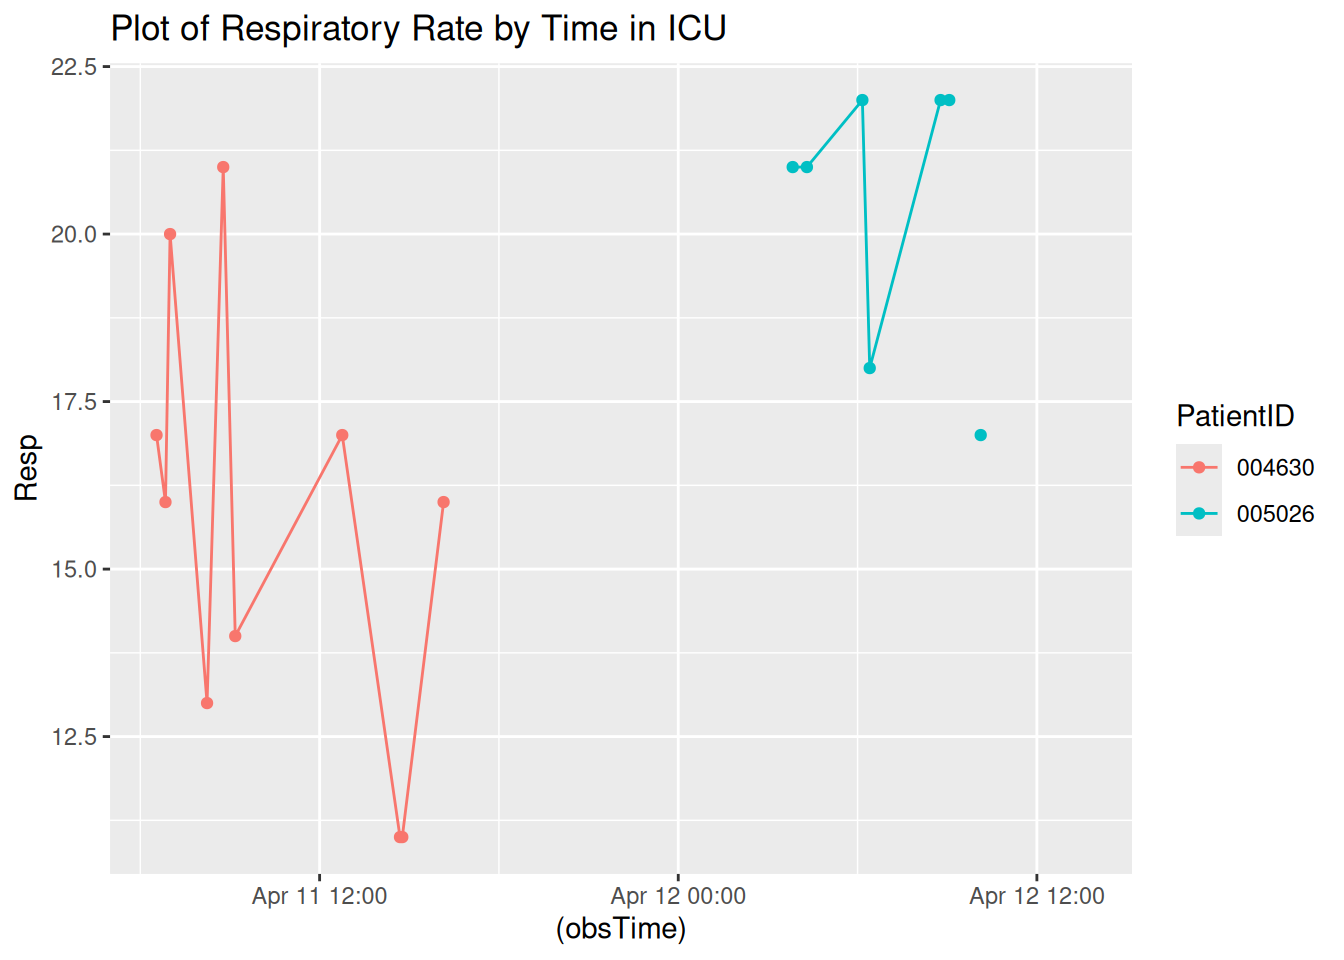 Plot of Respiratory Rate by Time in ICU
22.5
20.0
17.5
15.0
12.5
Resp
Apr 11 12:00
Apr 12 00:00
Apr 12 12:00
(obsTime)
PatientID
004630
005026